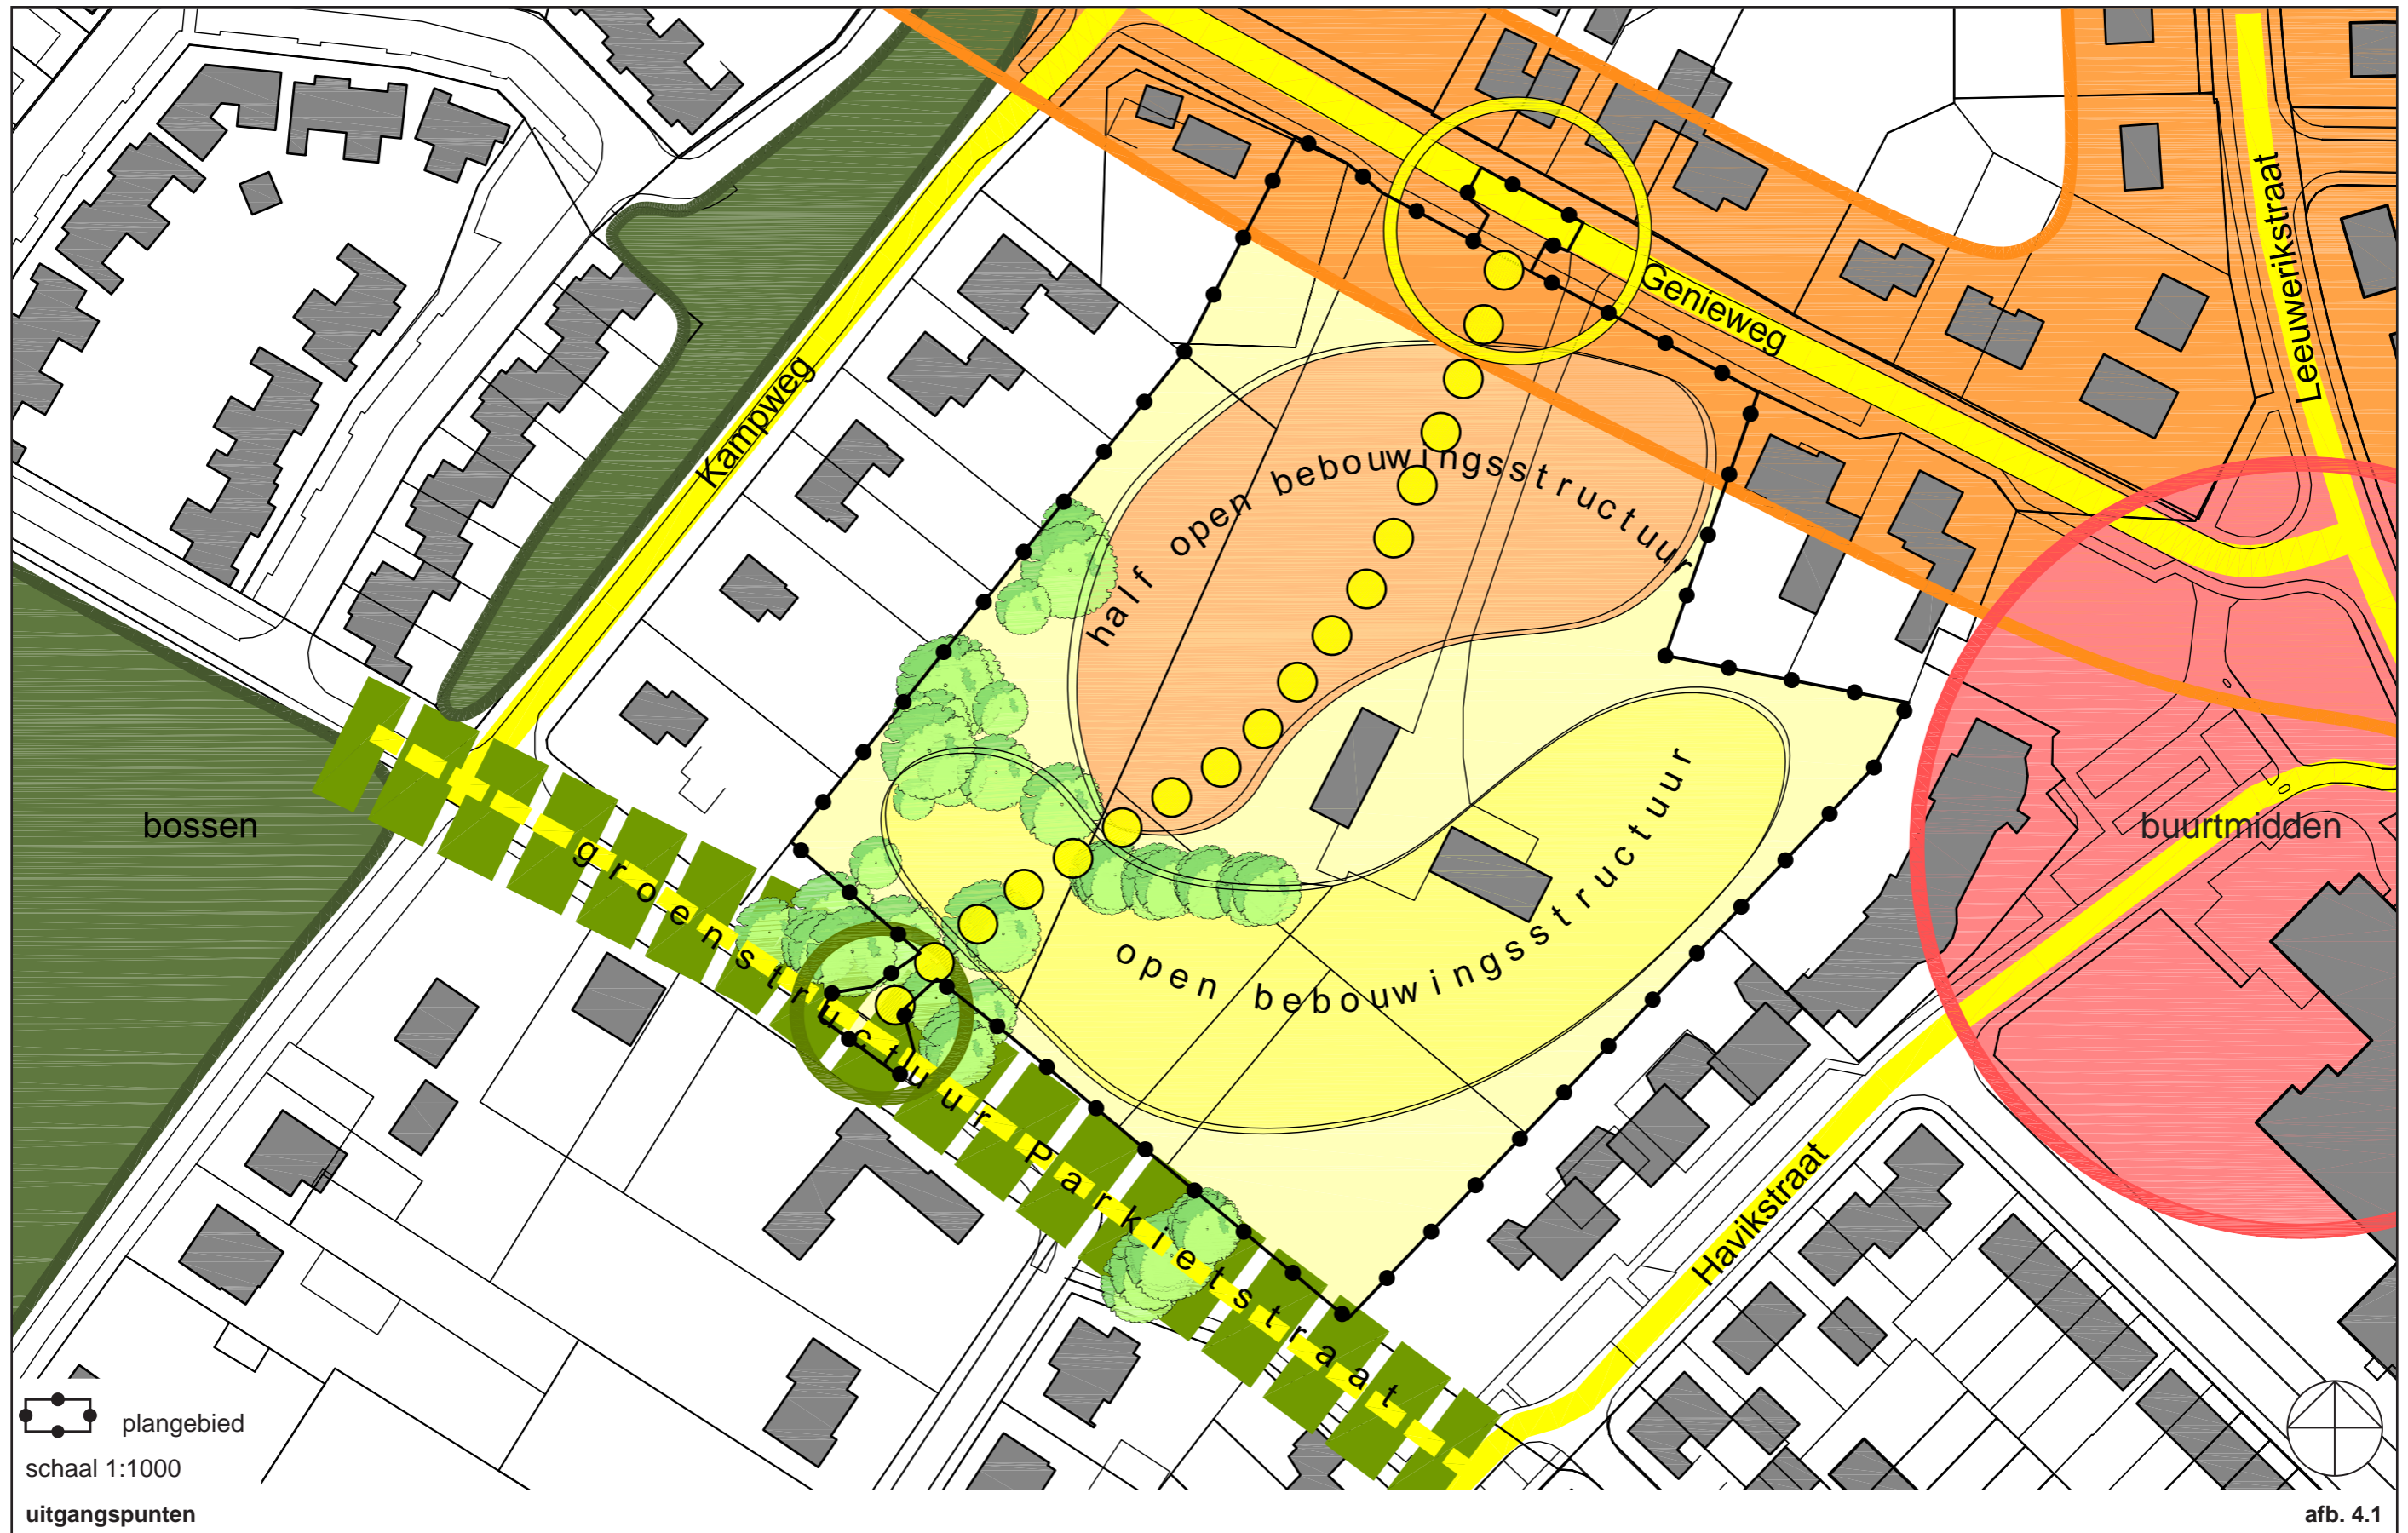 Leeuwerikstraat
Genieweg
Kampweg
half open bebouwingsstructuur
bossen
buurtmidden
groenstructuur Parkietstraat
open bebouwingsstructuur
Havikstraat
plangebied
schaal 1:1000
uitgangspunten
afb. 4.1